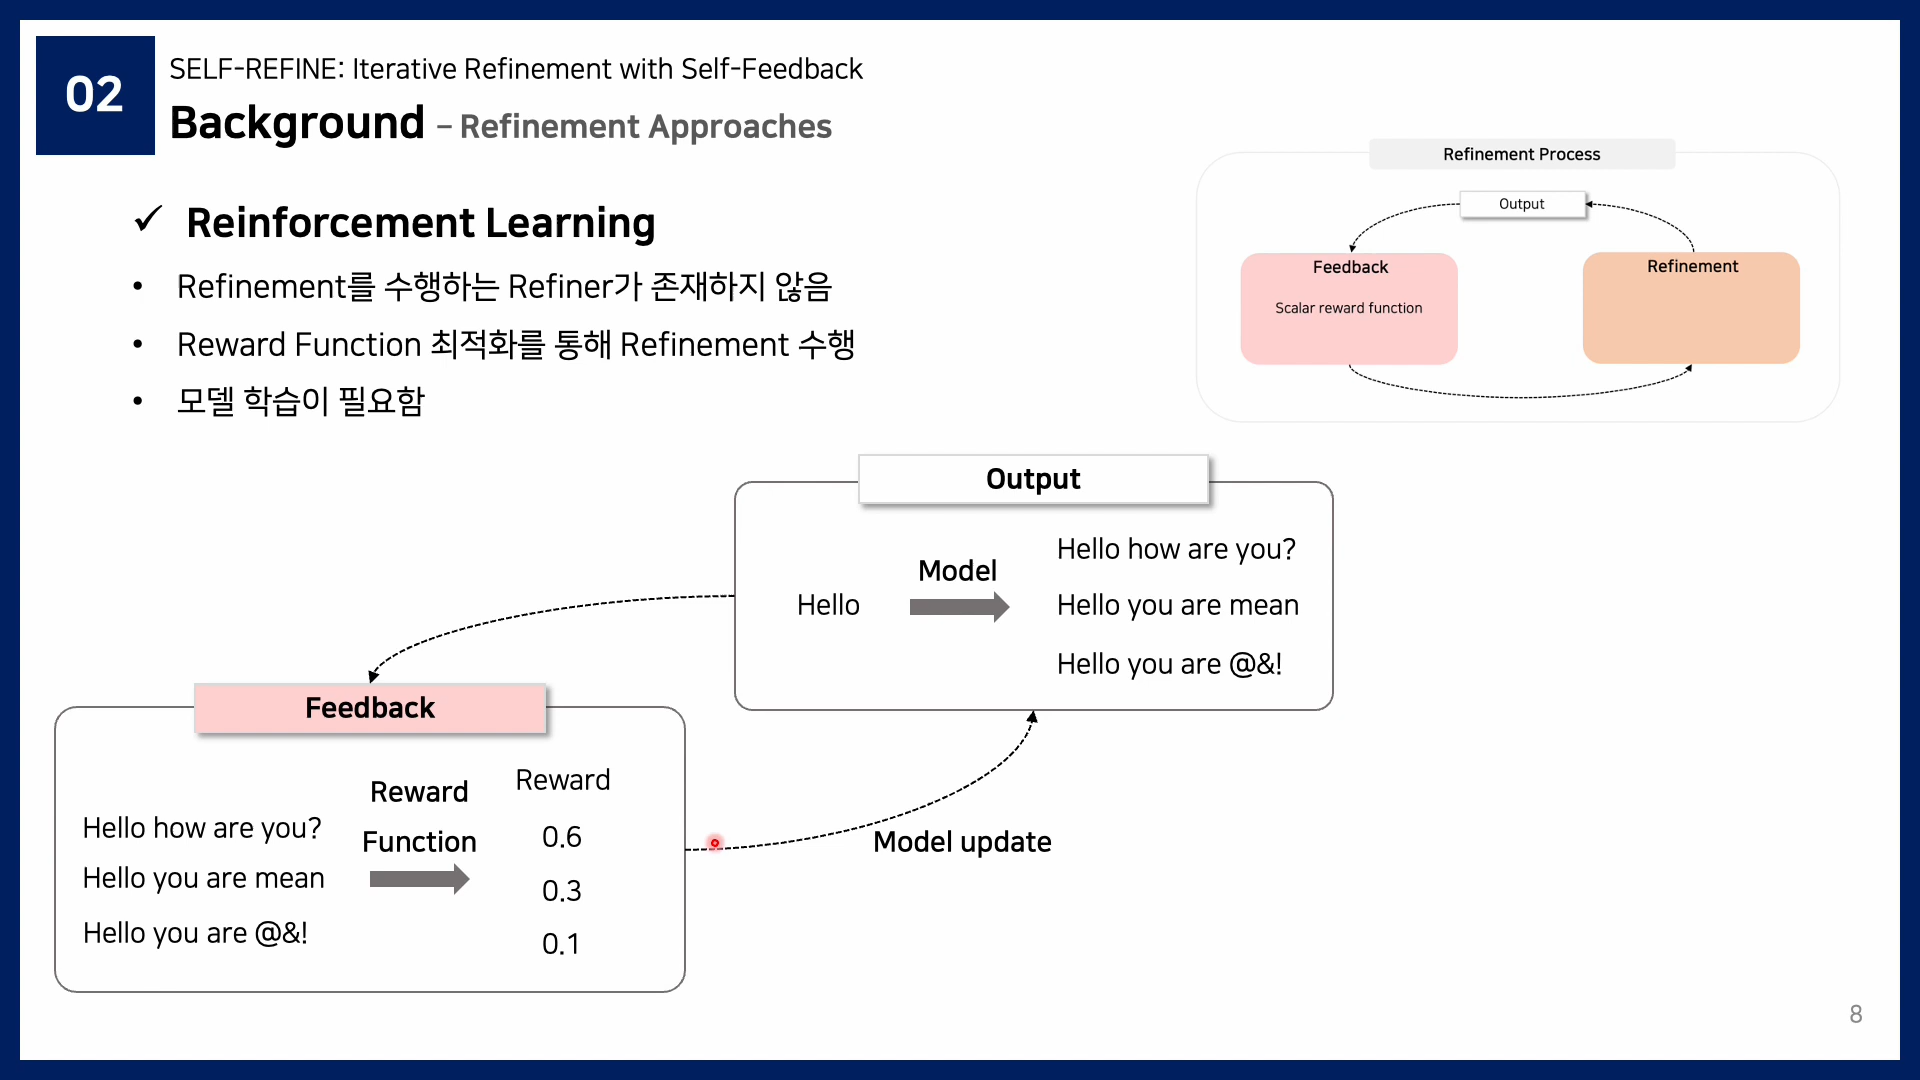 02
SELF-REFINE: Iterative Refinement with Self-Feedback
Background – Refinement Approaches
✓ Reinforcement Learning
• Refinement를 수행하는 Refiner가 존재하지 않음
• Reward Function 최적화를 통해 Refinement 수행
• 모델 학습이 필요함
Refinement Process
Output
Feedback
Scalar reward function
Refinement
Output
Hello
Model
Hello how are you?
Hello you are mean
Hello you are @&!
Feedback
Hello how are you?
Hello you are mean
Hello you are @&!
Reward
Function
Reward
0.6
0.3
0.1
Model update
8